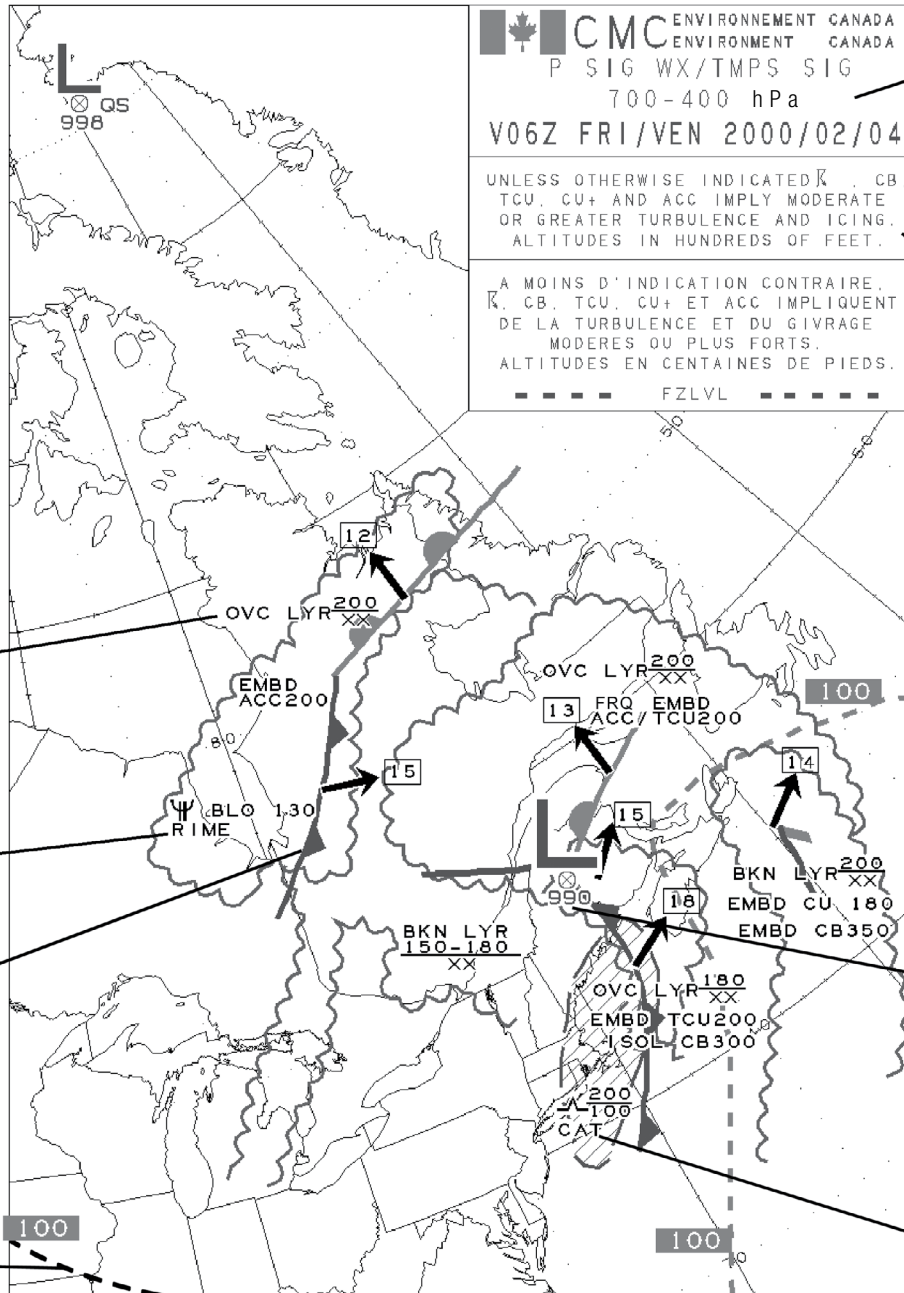 CMC ENVIRONNEMENT CANADA
ENVIRONMENT CANADA
P SIG WX/TMPS SIG
700-400 hPa
V06Z FRI/VEN 2000/02/04
UNLESS OTHERWISE INDICATED , CB,
TCU, CU+ AND ACC IMPLY MODERATE
OR GREATER TURBULENCE AND ICING.
ALTITUDES IN HUNDREDS OF FEET.
A MOINS D'INDICATION CONTRAIRE,
, CB, TCU, CU+ ET ACC IMPLIQUENT
DE LA TURBULENCE ET DU GIVRAGE
MODERES OU PLUS FORTS.
ALTITUDES EN CENTAINES DE PIEDS.
FZLVL
L
QS
998
50
50
12
OVC LYR 200
XX
EMBD
ACC200
80
15
BLO 130
RIME
OVC LYR 200
XX
100
13
FRQ EMBD
ACC/TCU200
14
L
990
15
18
BKN LYR 200
XX
EMBD CU 180
EMBD CB350
BKN LYR
150-180
XX
OVC LYR 180
XX
EMBD TCU200
ISOL CB300
200
100
CAT
100
100